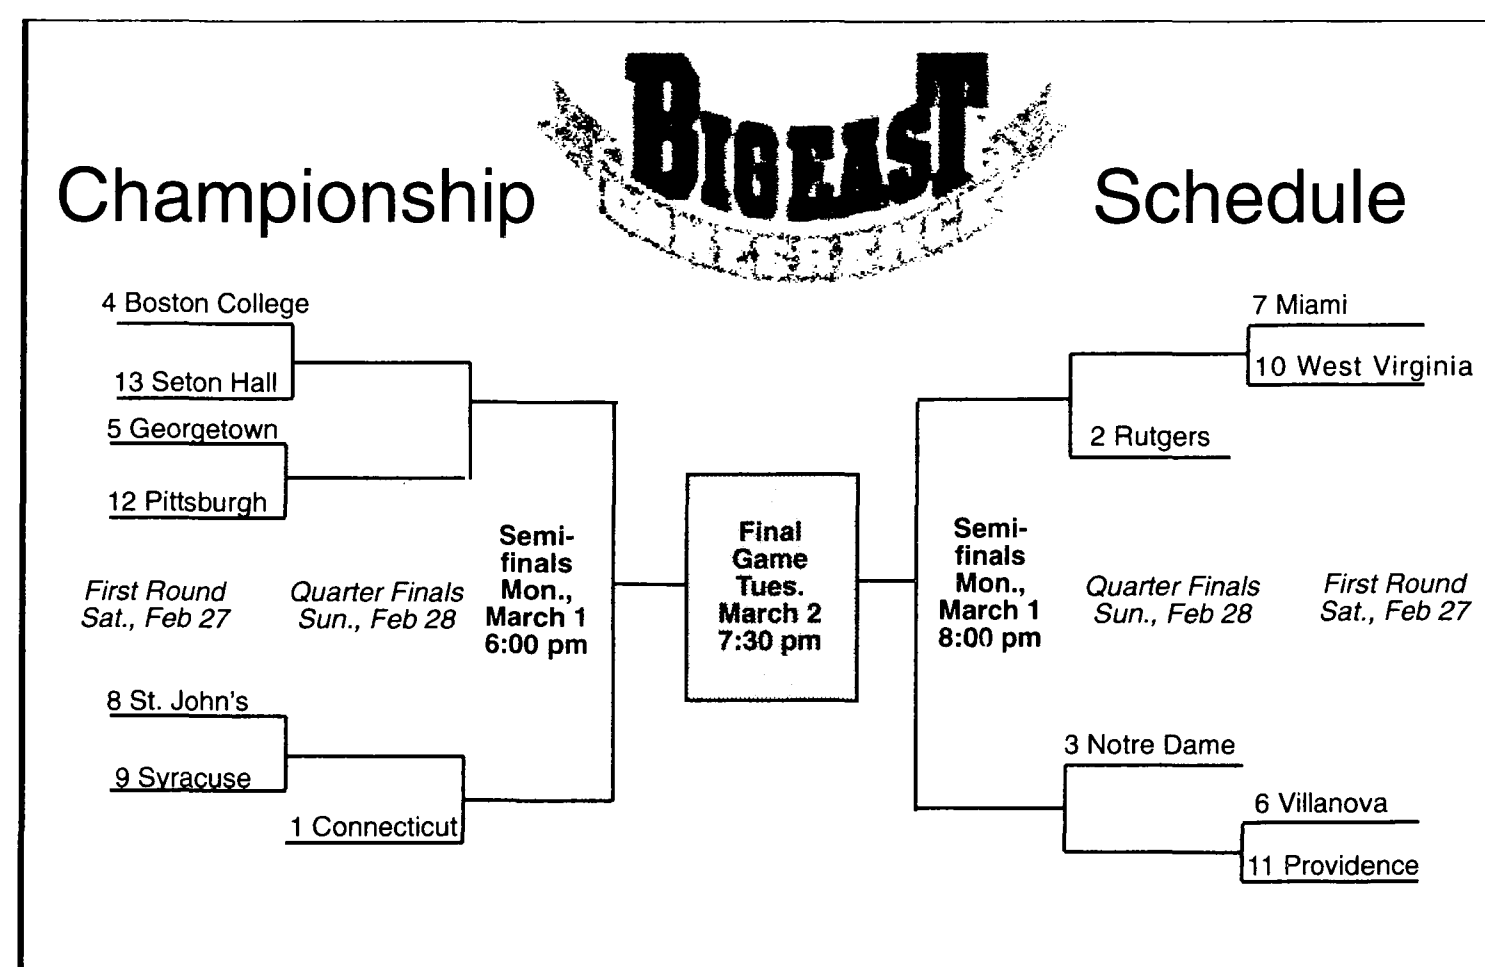 BIG EAST
CONFERENCE
Championship
Schedule
4 Boston College
13 Seton Hall
5 Georgetown
12 Pittsburgh
First Round
Sat., Feb 27
Quarter Finals
Sun., Feb 28
Semi-
finals
Mon.,
March 1
6:00 pm
8 St. John's
9 Syracuse
1 Connecticut
Final
Game
Tues.
March 2
7:30 pm
7 Miami
10 West Virginia
2 Rutgers
Semi-
finals
Mon.,
March 1
8:00 pm
Quarter Finals
Sun., Feb 28
First Round
Sat., Feb 27
3 Notre Dame
6 Villanova
11 Providence